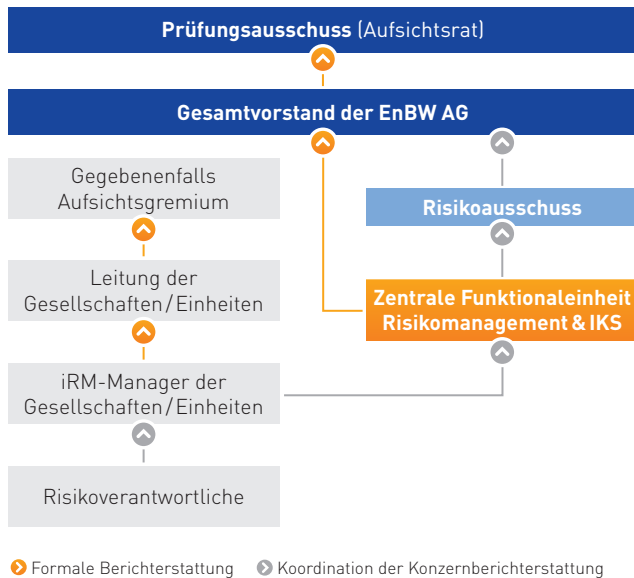 Prüfungsausschuss (Aufsichtsrat)
Gesamtvorstand der EnBW AG
Gegebenenfalls
Aufsichtsgremium
Risikoausschuss
Leitung der
Gesellschaften/Einheiten
Zentrale Funktionaleinheit
Risikomanagement & IKS
iRM-Manager der
Gesellschaften/Einheiten
Risikoverantwortliche
Formale Berichterstattung Koordination der Konzernberichterstattung